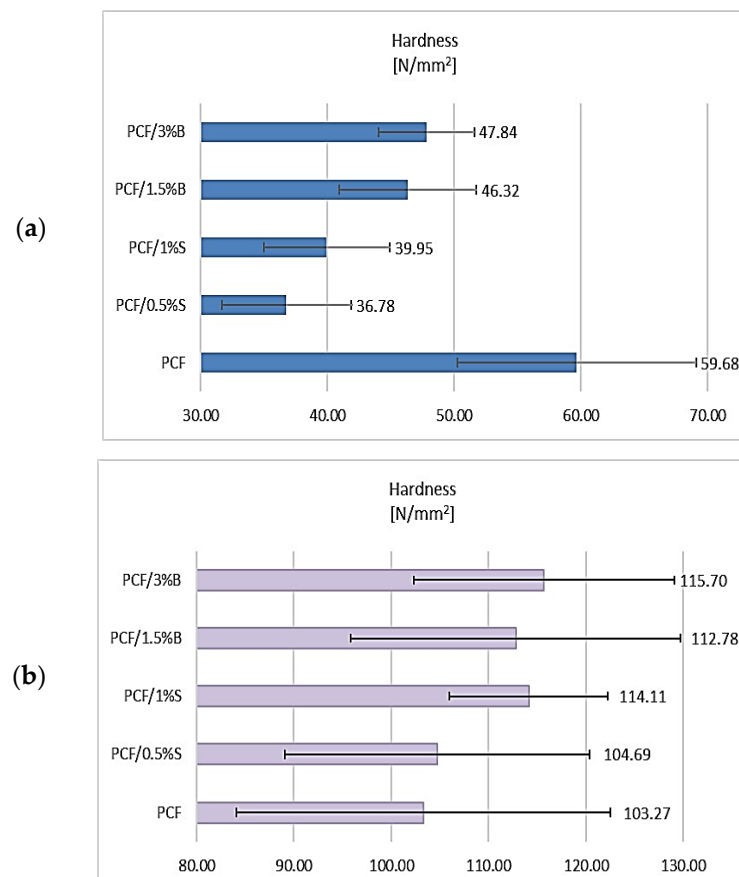 (a)
Hardness
[N/mm²]
PCF/3%B 47.84
PCF/1.5%B 46.32
PCF/1%S 39.95
PCF/0.5%S 36.78
PCF 59.68
30.00 40.00 50.00 60.00 70.00
(b)
Hardness
[N/mm²]
PCF/3%B 115.70
PCF/1.5%B 112.78
PCF/1%S 114.11
PCF/0.5%S 104.69
PCF 103.27
80.00 90.00 100.00 110.00 120.00 130.00